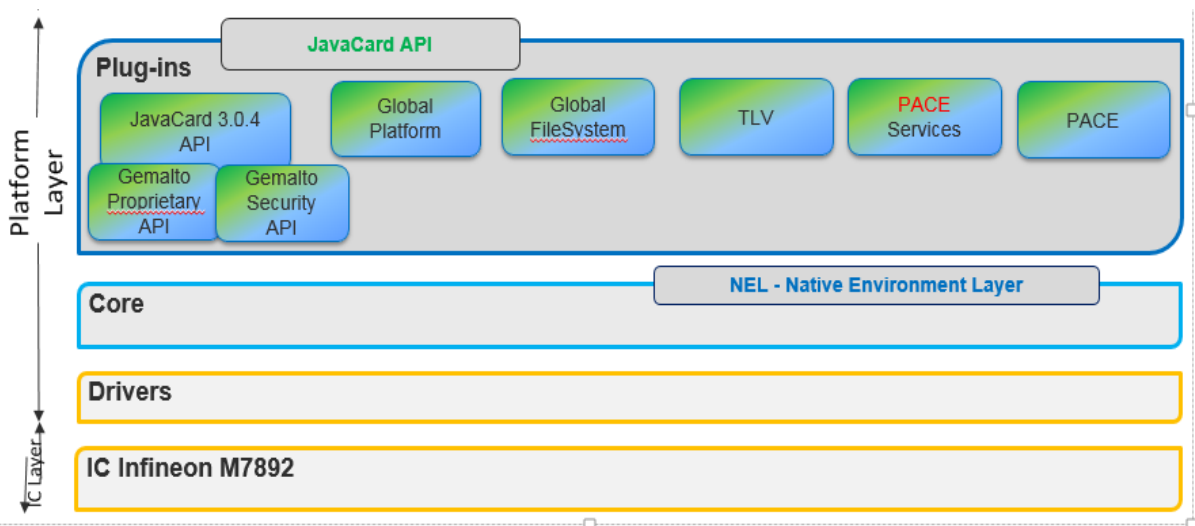 JavaCard API
Plug-ins
JavaCard 3.0.4
API
Global
Platform
Global
FileSystem
TLV
PACE
Services
PACE
Gemalto
Proprietary
API
Gemalto
Security
API
Platform
Layer
NEL - Native Environment Layer
Core
Drivers
IC Layer
IC Infineon M7892